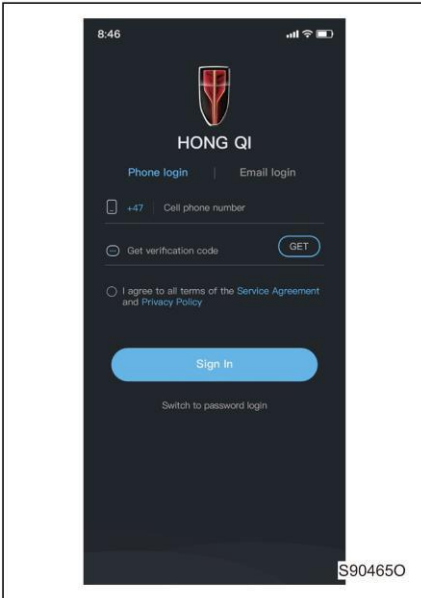 8:46
HONG QI
Phone login | Email login
+47 Cell phone number
Get verification code GET
I agree to all terms of the Service Agreement
and Privacy Policy
Sign In
Switch to password login
S90465O